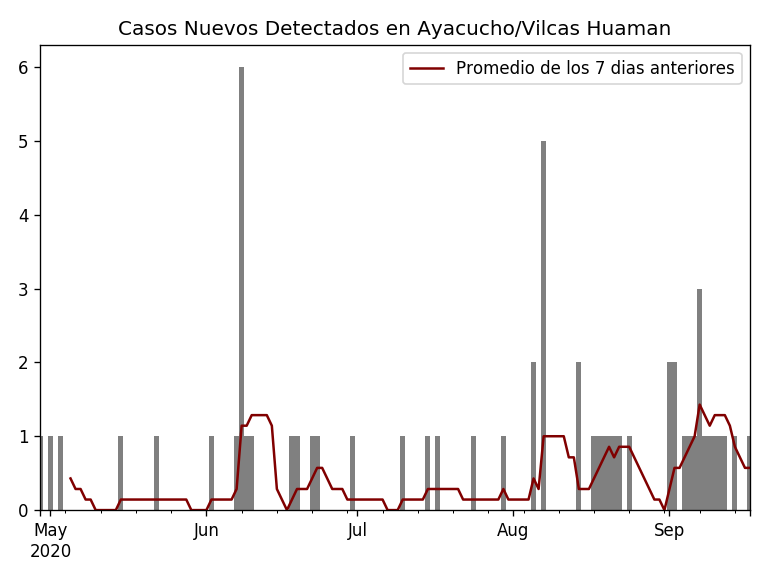 Casos Nuevos Detectados en Ayacucho/Vilcas Huaman
Promedio de los 7 dias anteriores
6
5
4
3
2
1
0
May Jun Jul Aug Sep
2020